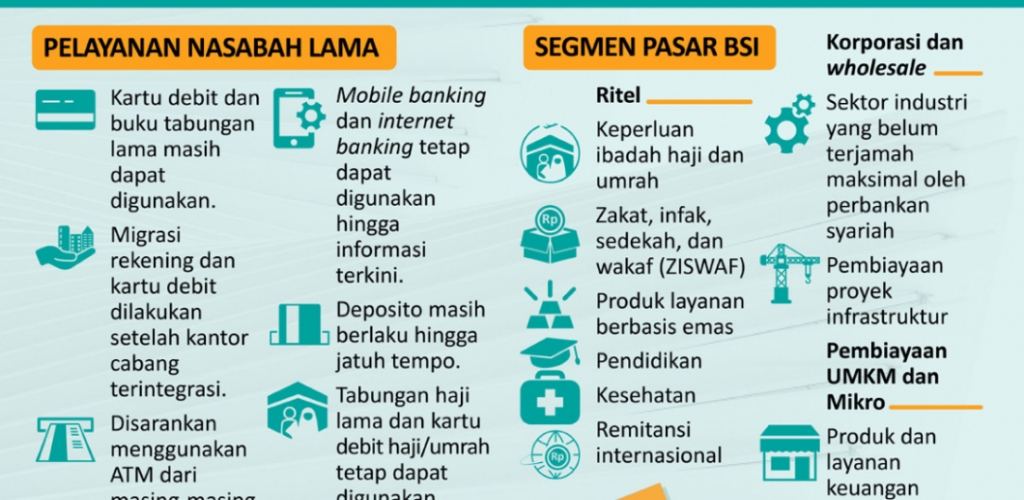 PELAYANAN NASABAH LAMA
Kartu debit dan
buku tabungan
lama masih
dapat
digunakan.
Migrasi
rekening dan
kartu debit
dilakukan
setelah kantor
cabang
terintegrasi.
Disarankan
menggunakan
ATM dari
masing-masing
Mobile banking
dan internet
banking tetap
dapat
digunakan
hingga
informasi
terkini.
Deposito masih
berlaku hingga
jatuh tempo.
Tabungan haji
lama dan kartu
debit haji/umrah
tetap dapat
digunakan
SEGMEN PASAR BSI
Ritel
Keperluan
ibadah haji dan
umrah
Rp
Zakat, infak,
sedekah, dan
wakaf (ZISWAF)
Produk layanan
berbasis emas
Pendidikan
Kesehatan
Rp
Remitansi
internasional
Korporasi dan
wholesale
Sektor industri
yang belum
terjamah
maksimal oleh
perbankan
syariah
Pembiayaan
proyek
infrastruktur
Pembiayaan
UMKM dan
Mikro
Produk dan
layanan
keuangan